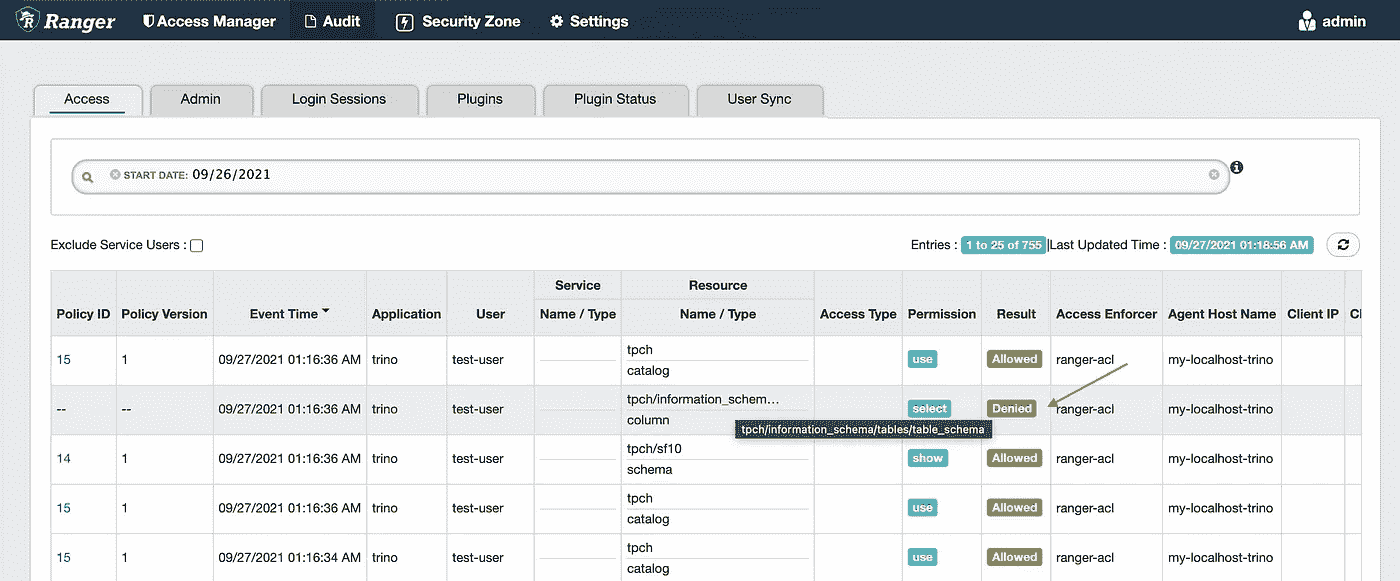 Ranger Access Manager Audit Security Zone Settings admin
Access Admin Login Sessions Plugins Plugin Status User Sync
START DATE: 09/26/2021
Exclude Service Users : Entries : 1 to 25 of 755 |Last Updated Time : 09/27/2021 01:18:56 AM
Service Resource
Policy ID Policy Version Event Time Application User Name / Type Name / Type Access Type Permission Result Access Enforcer Agent Host Name Client IP Cl
15 1 09/27/2021 01:16:36 AM trino test-user tpch use Allowed ranger-acl my-localhost-trino
catalog
-- -- 09/27/2021 01:16:36 AM trino test-user tpch/information_schem... select Denied ranger-acl my-localhost-trino
column
tpch/information_schema/tables/table_schema
14 1 09/27/2021 01:16:36 AM trino test-user tpch/sf10 show Allowed ranger-acl my-localhost-trino
schema
15 1 09/27/2021 01:16:36 AM trino test-user tpch use Allowed ranger-acl my-localhost-trino
catalog
15 1 09/27/2021 01:16:34 AM trino test-user tpch use Allowed ranger-acl my-localhost-trino
catalog